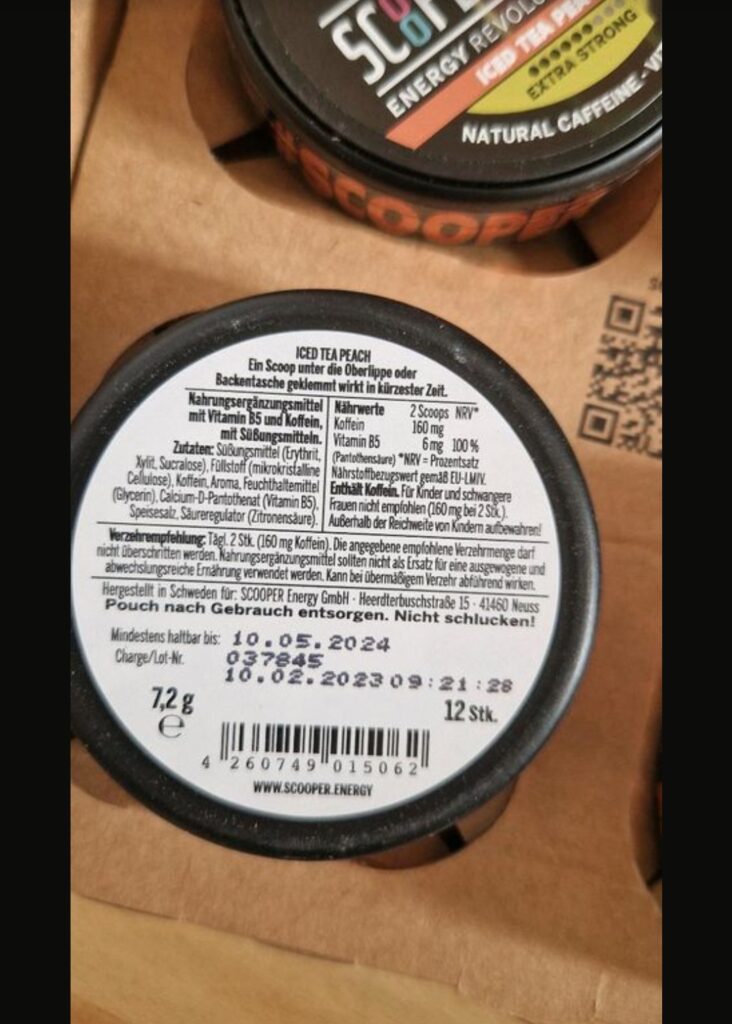 ENERGY
ICED TEA
EXTRA STRONG
NATURAL CAFFEINE
SCOOPER
ICED TEA PEACH
Ein Scoop unter die Oberlippe oder
Backentasche geklemmt wirkt in kürzester Zeit.
Nahrungsergänzungsmittel
mit Vitamin B5 und Koffein,
mit Süßungsmitteln.
Zutaten: Süßungsmittel (Erythrit,
Xylit, Sucralose), Füllstoff (mikrokristalline
Cellulose), Koffein, Aroma, Feuchthaltemittel
(Glycerin), Calcium-D-Pantothenat (Vitamin B5),
Speisesalz, Säureregulator (Zitronensäure).
Nährwerte 2 Scoops NRV*
Koffein 160 mg
Vitamin B5 6 mg 100 %
(Pantothensäure) *NRV = Prozentsatz
Nährstoffbezugswert gemäß EU-LMIV.
Enthält Koffein. Für Kinder und schwangere
Frauen nicht empfohlen (160 mg bei 2 Stk.).
Außerhalb der Reichweite von Kindern aufbewahren!
Verzehrempfehlung: Tägl. 2 Stk. (160 mg Koffein). Die angegebene empfohlene Verzehrmenge darf
nicht überschritten werden. Nahrungsergänzungsmittel sollten nicht als Ersatz für eine ausgewogene und
abwechslungsreiche Ernährung verwendet werden. Kann bei übermäßigem Verzehr abführend wirken.
Hergestellt in Schweden für: SCOOPER Energy GmbH · Heerdterbuschstraße 15 · 41460 Neuss
Pouch nach Gebrauch entsorgen. Nicht schlucken!
Mindestens haltbar bis: 10.05.2024
Charge/Lot-Nr. 037845
10.02.2023 09:21:28
7,2 g
℮
12 Stk.
4 260749 015062
WWW.SCOOPER.ENERGY